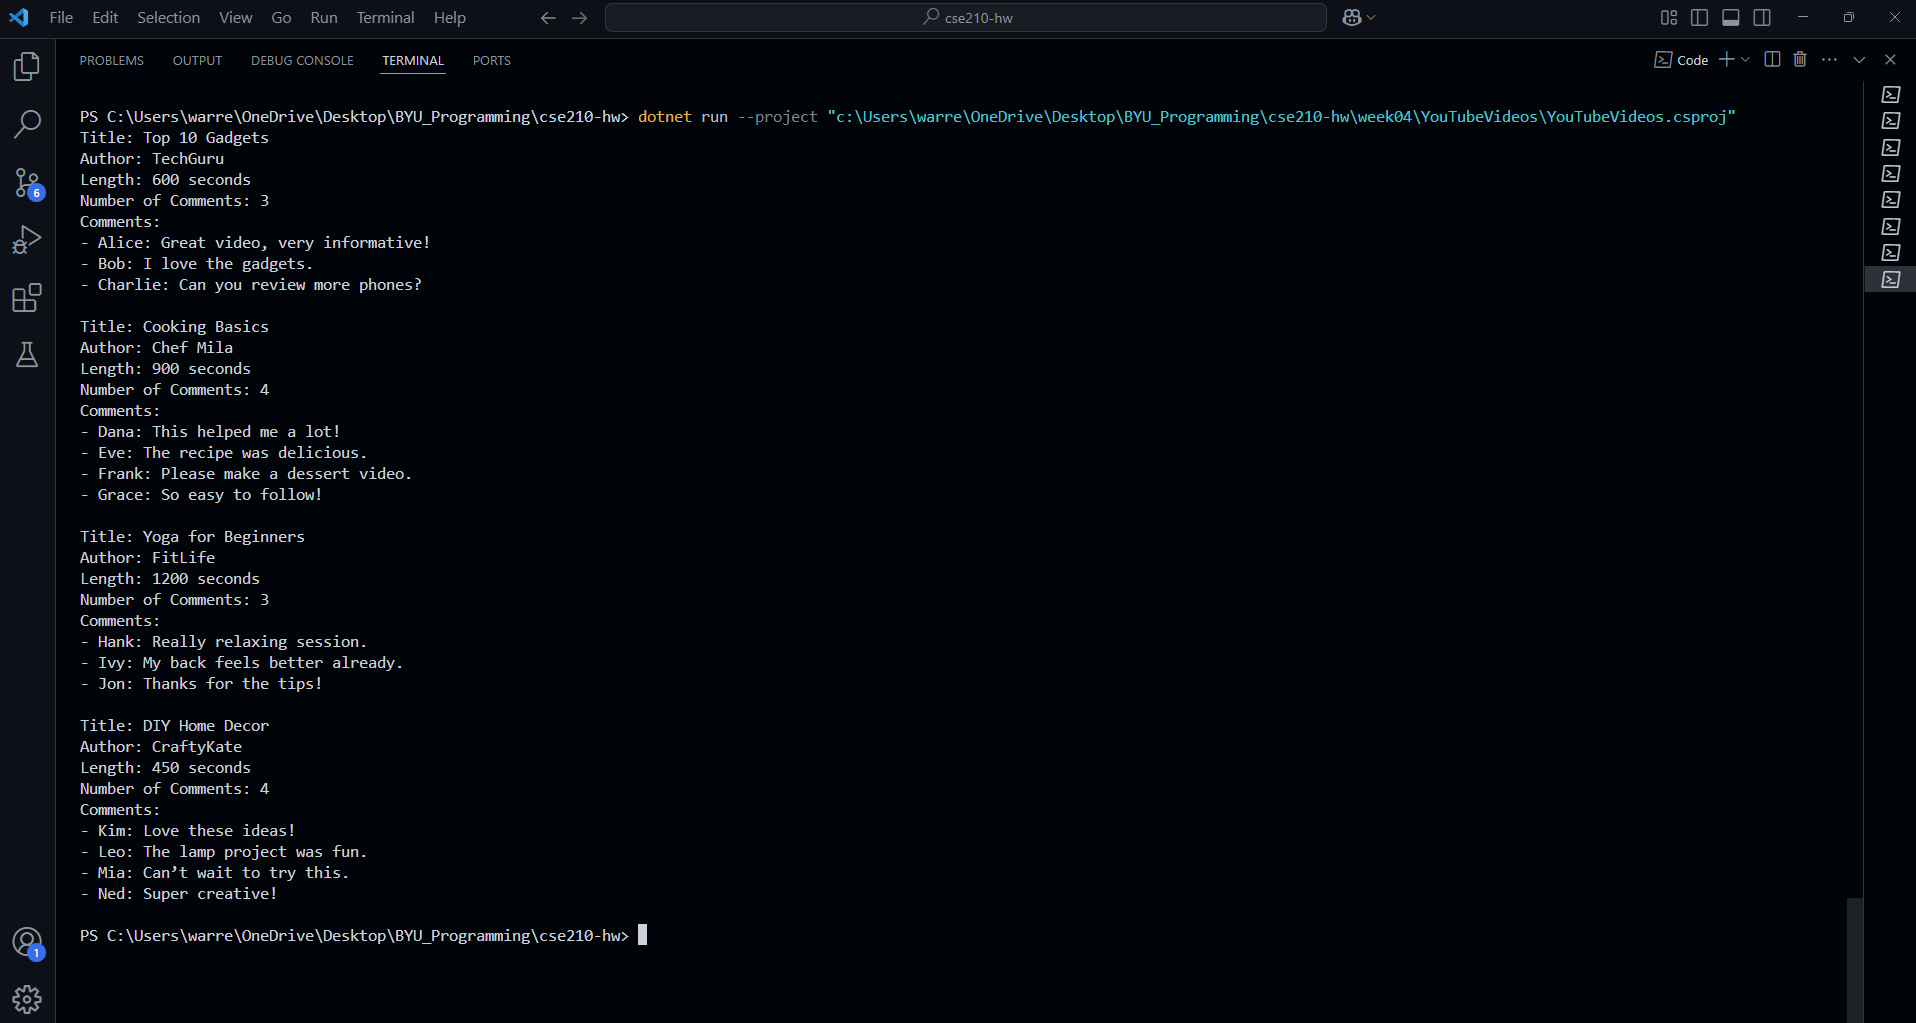 File Edit Selection View Go Run Terminal Help
cse210-hw
PROBLEMS OUTPUT DEBUG CONSOLE TERMINAL PORTS
Code
PS C:\Users\warre\OneDrive\Desktop\BYU_Programming\cse210-hw> dotnet run --project "c:\Users\warre\OneDrive\Desktop\BYU_Programming\cse210-hw\week04\YouTubeVideos\YouTubeVideos.csproj"
Title: Top 10 Gadgets
Author: TechGuru
Length: 600 seconds
Number of Comments: 3
Comments:
- Alice: Great video, very informative!
- Bob: I love the gadgets.
- Charlie: Can you review more phones?
Title: Cooking Basics
Author: Chef Mila
Length: 900 seconds
Number of Comments: 4
Comments:
- Dana: This helped me a lot!
- Eve: The recipe was delicious.
- Frank: Please make a dessert video.
- Grace: So easy to follow!
Title: Yoga for Beginners
Author: FitLife
Length: 1200 seconds
Number of Comments: 3
Comments:
- Hank: Really relaxing session.
- Ivy: My back feels better already.
- Jon: Thanks for the tips!
Title: DIY Home Decor
Author: CraftyKate
Length: 450 seconds
Number of Comments: 4
Comments:
- Kim: Love these ideas!
- Leo: The lamp project was fun.
- Mia: Can’t wait to try this.
- Ned: Super creative!
PS C:\Users\warre\OneDrive\Desktop\BYU_Programming\cse210-hw>
6
1